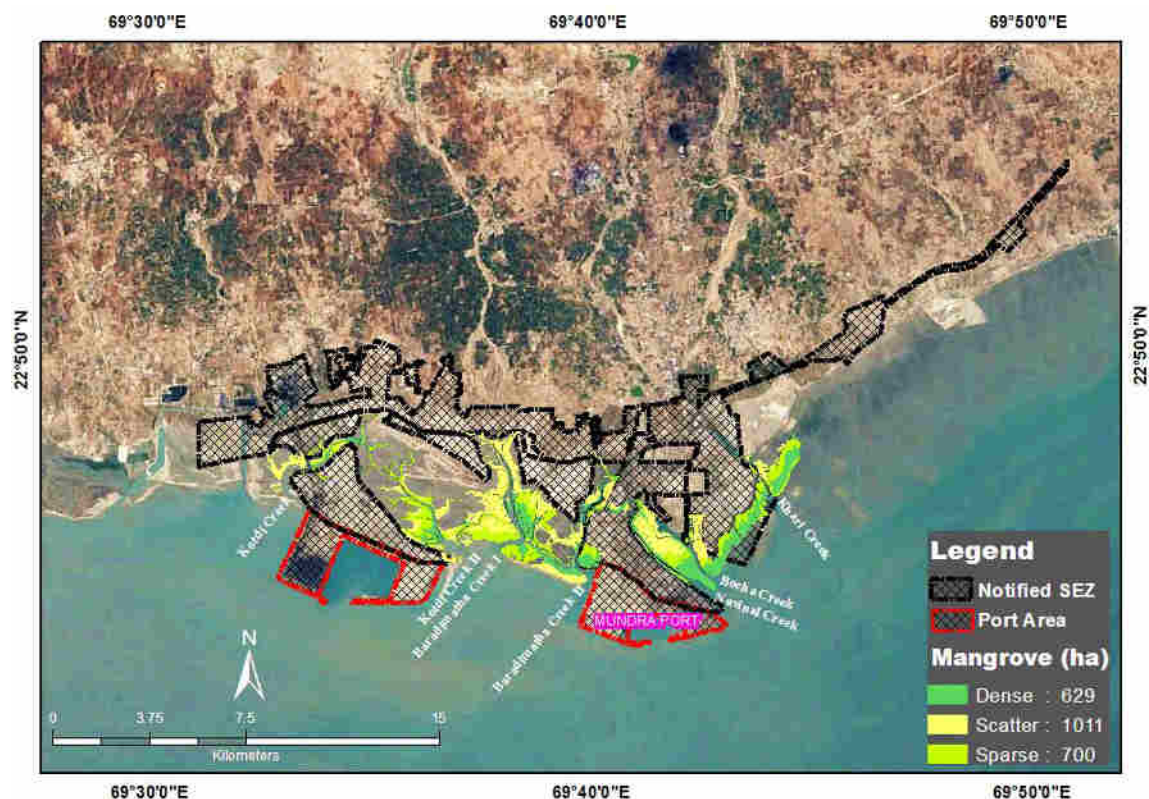 69°30'0"E
69°40'0"E
69°50'0"E
22°50'0"N
22°50'0"N
Kotdi Creek
Kotdi Creek II
Baradimatha Creek I
Baradimatha Creek II
Khari Creek
Bocha Creek
Navinal Creek
MUNDRA PORT
N
0 3.75 7.5 15
Kilometers
Legend
Notified SEZ
Port Area
Mangrove (ha)
Dense : 629
Scatter : 1011
Sparse : 700
69°30'0"E
69°40'0"E
69°50'0"E